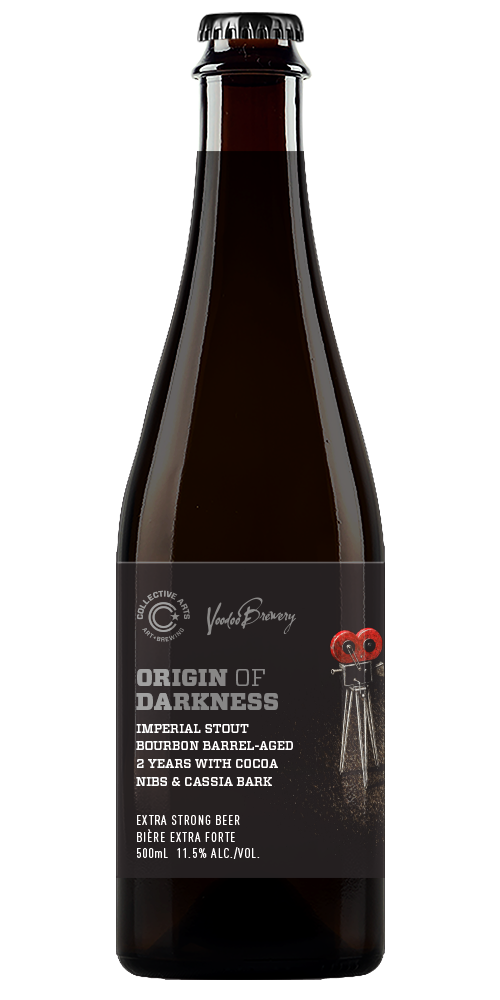 COLLECTIVE ARTS
ART + BREWING
Voodoo Brewery
ORIGIN OF
DARKNESS
IMPERIAL STOUT
BOURBON BARREL-AGED
2 YEARS WITH COCOA
NIBS & CASSIA BARK
EXTRA STRONG BEER
BIÈRE EXTRA FORTE
500mL 11.5% ALC./VOL.